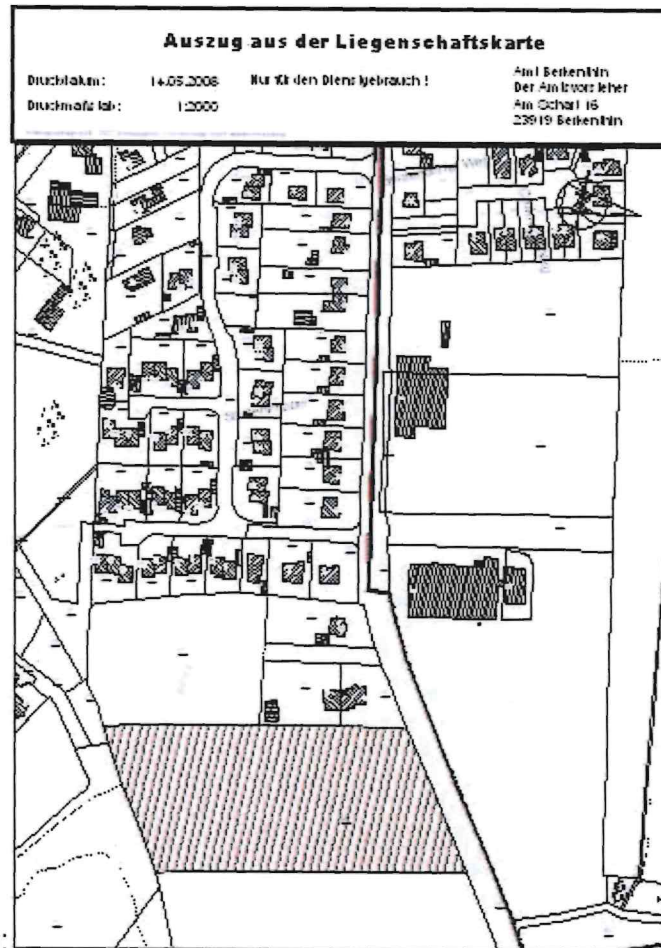 Auszug aus der Liegenschaftskarte
Druckdatum: 14.05.2008 Nur für den Dienstgebrauch !
Druckmaßstab: 1:2000
Amt Berkenthin
Der Amtsvorsteher
Am Schart 16
23919 Berkenthin